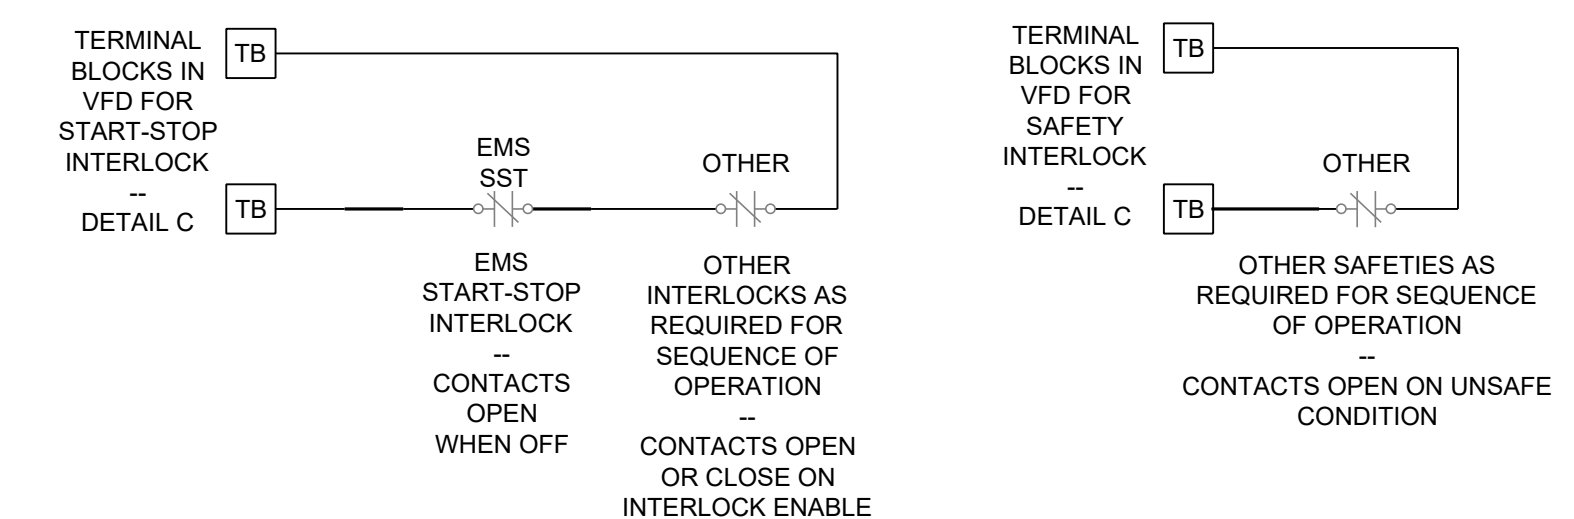 TERMINAL
BLOCKS IN
VFD FOR
START-STOP
INTERLOCK
--
DETAIL C
TB
TB
EMS
SST
OTHER
EMS
START-STOP
INTERLOCK
--
CONTACTS
OPEN
WHEN OFF
OTHER
INTERLOCKS AS
REQUIRED FOR
SEQUENCE OF
OPERATION
--
CONTACTS OPEN
OR CLOSE ON
INTERLOCK ENABLE
TERMINAL
BLOCKS IN
VFD FOR
SAFETY
INTERLOCK
--
DETAIL C
TB
TB
OTHER
OTHER SAFETIES AS
REQUIRED FOR SEQUENCE
OF OPERATION
--
CONTACTS OPEN ON UNSAFE
CONDITION